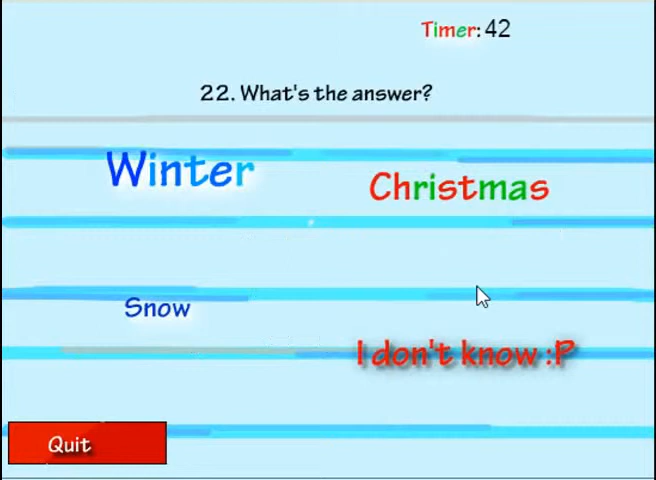 Timer: 42
22. What's the answer?
Winter
Christmas
Snow
I don't know :P
Quit